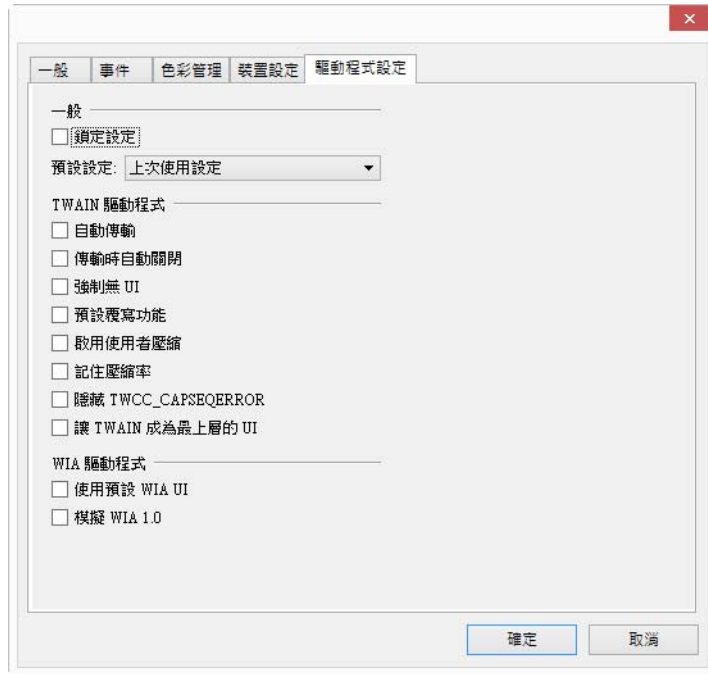 一般 事件 色彩管理 裝置設定 驅動程式設定
一般
鎖定設定
預設設定: 上次使用設定
TWAIN 驅動程式
自動傳輸
傳輸時自動關閉
強制無 UI
預設覆寫功能
啟用使用者壓縮
記住壓縮率
隱藏 TWCC_CAPSEQERROR
讓 TWAIN 成為最上層的 UI
WIA 驅動程式
使用預設 WIA UI
模擬 WIA 1.0
確定 取消